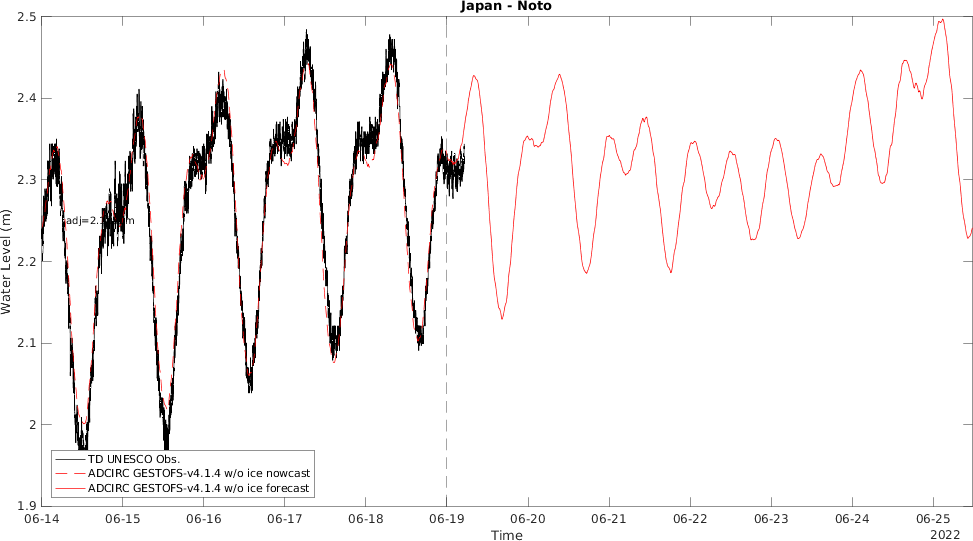 Japan - Noto
2.5
2.4
2.3
2.2
2.1
2
1.9
Water Level (m)
TD UNESCO Obs.
ADCIRC GESTOFS-v4.1.4 w/o ice nowcast
ADCIRC GESTOFS-v4.1.4 w/o ice forecast
06-14 06-15 06-16 06-17 06-18 06-19 06-20 06-21 06-22 06-23 06-24 06-25
Time
2022